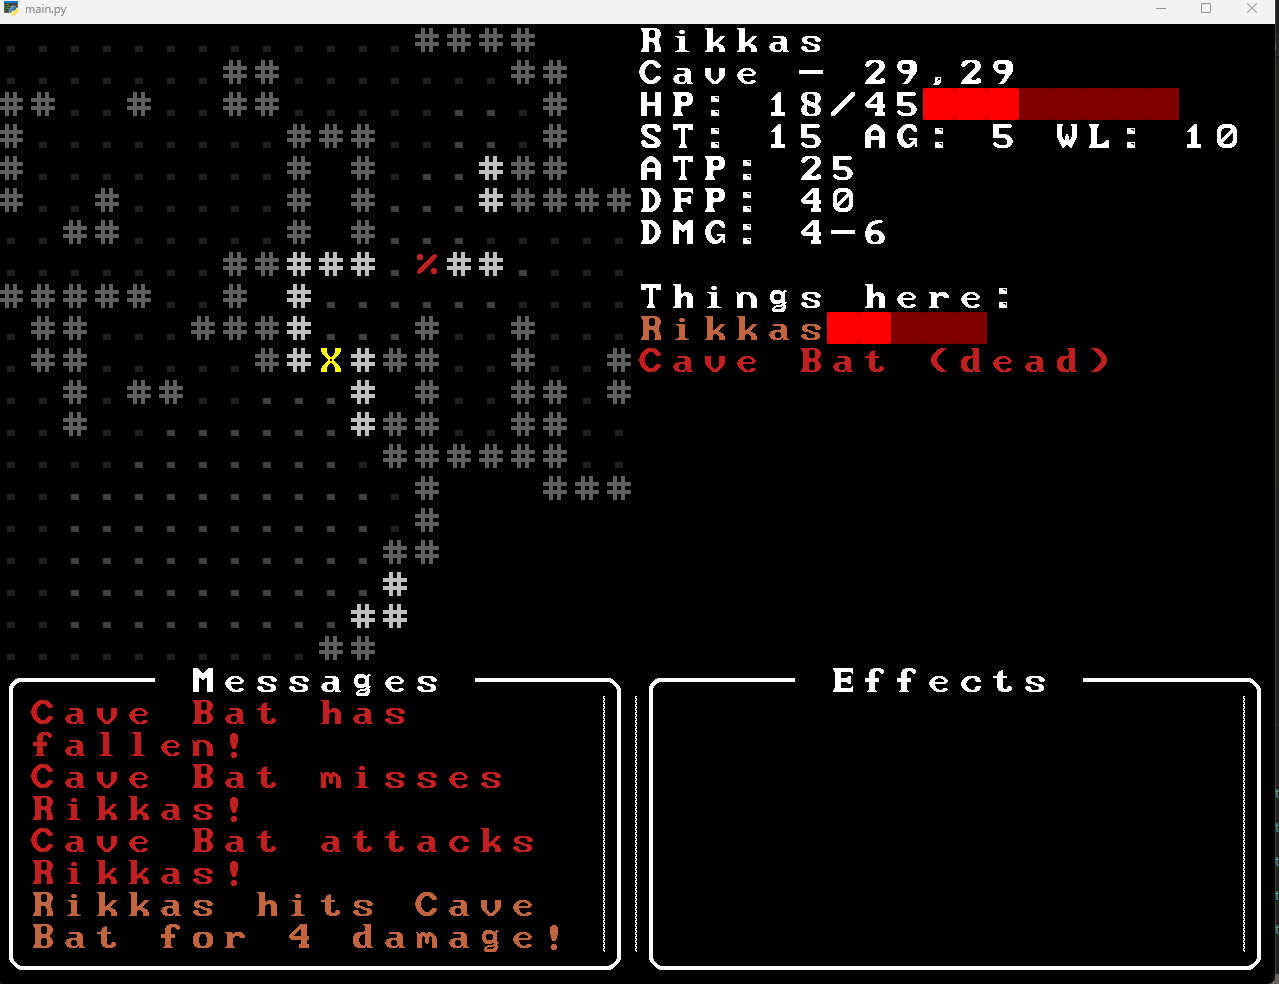 main.py
Rikkas
Cave - 29,29
HP: 18/45
ST: 15 AG: 5 WL: 10
ATP: 25
DFP: 40
DMG: 4-6
Things here:
Rikkas
Cave Bat (dead)
Messages
Cave Bat has
fallen!
Cave Bat misses
Rikkas!
Cave Bat attacks
Rikkas!
Rikkas hits Cave
Bat for 4 damage!
Effects